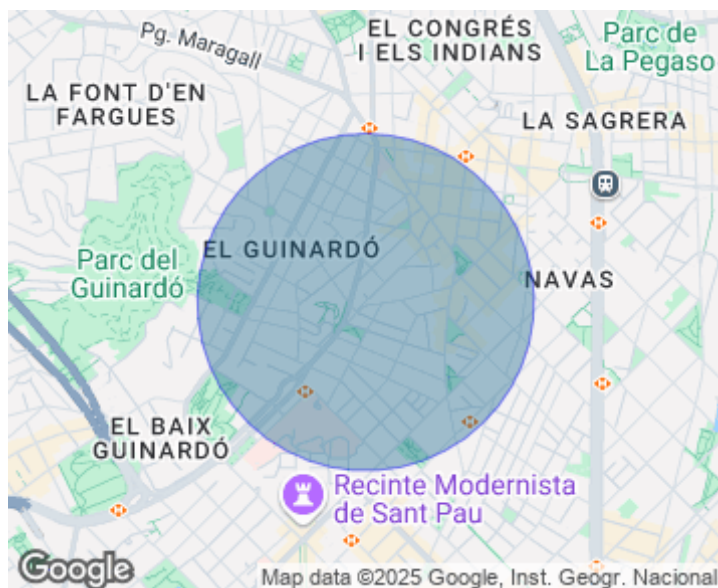 EL CONGRÉS
I ELS INDIANS
Parc de
La Pegaso
Pg. Maragall
LA FONT D'EN
FARGUES
LA SAGRERA
EL GUINARDÓ
Parc del
Guinardó
NAVAS
EL BAIX
GUINARDÓ
Recinte Modernista
de Sant Pau
Google
Map data ©2025 Google, Inst. Geogr. Nacional